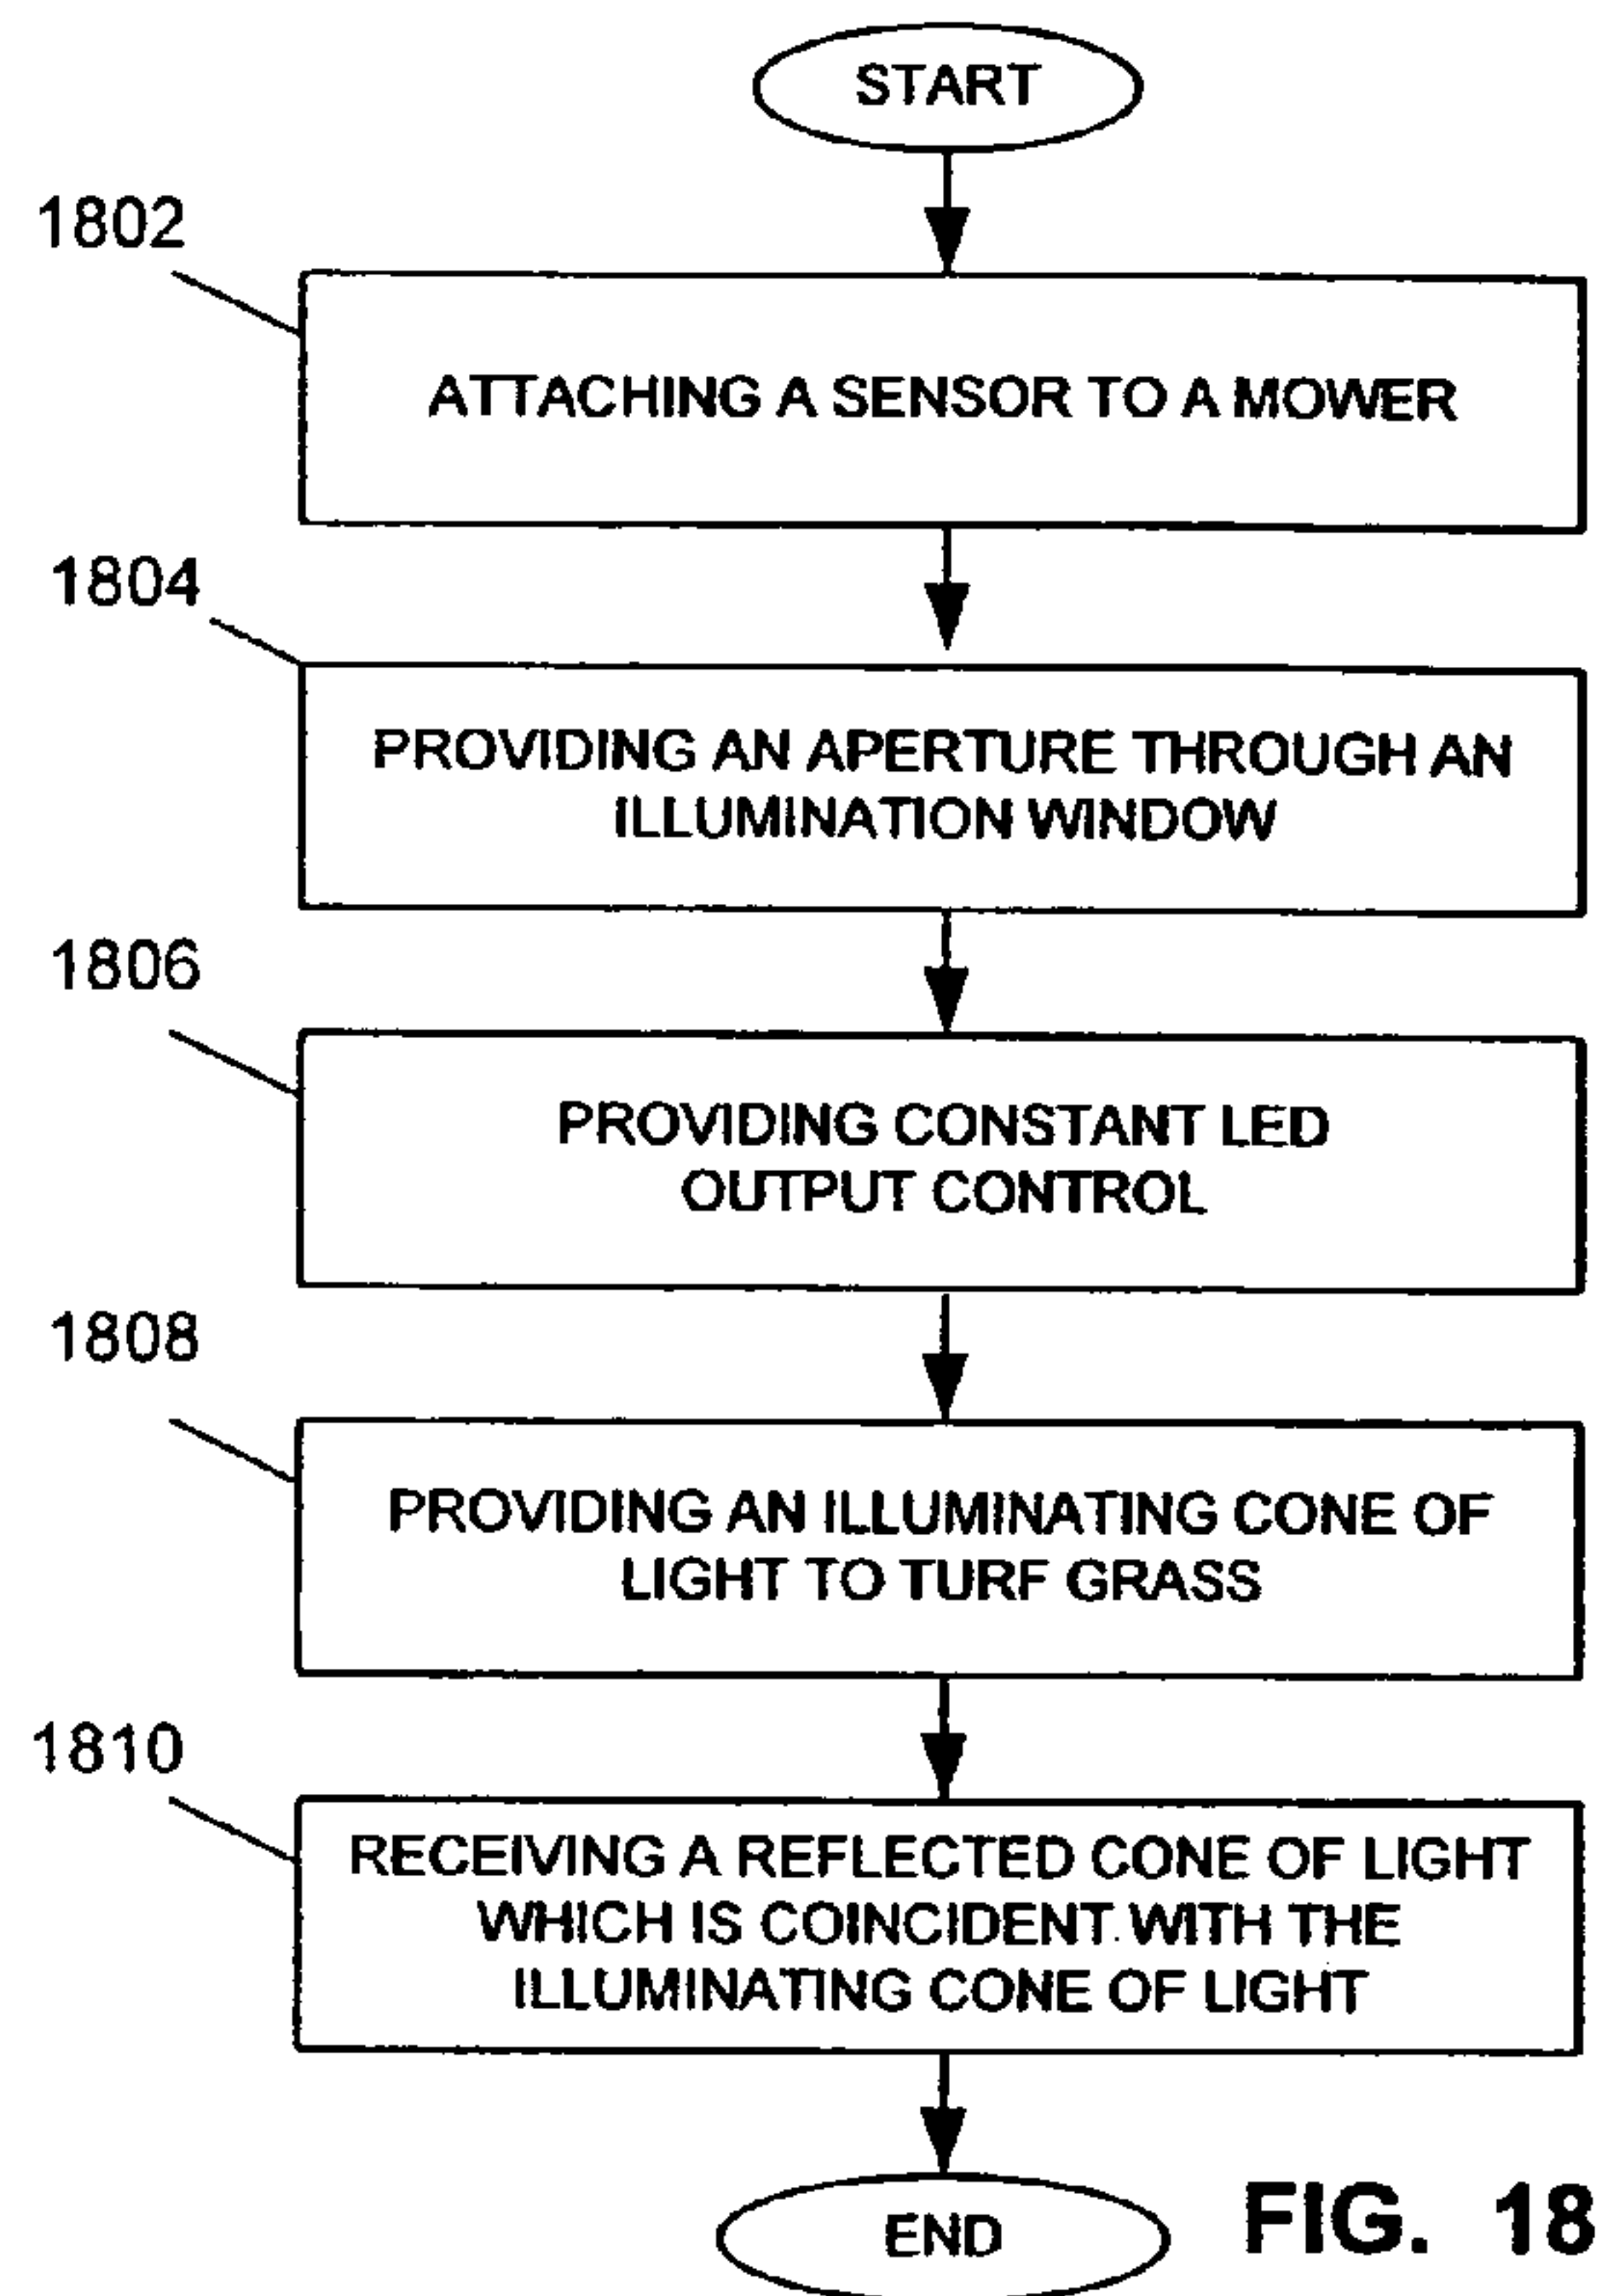 START
1802
ATTACHING A SENSOR TO A MOWER
1804
PROVIDING AN APERTURE THROUGH AN
ILLUMINATION WINDOW
1806
PROVIDING CONSTANT LED
OUTPUT CONTROL
1808
PROVIDING AN ILLUMINATING CONE OF
LIGHT TO TURF GRASS
1810
RECEIVING A REFLECTED CONE OF LIGHT
WHICH IS COINCIDENT WITH THE
ILLUMINATING CONE OF LIGHT
END
FIG. 18